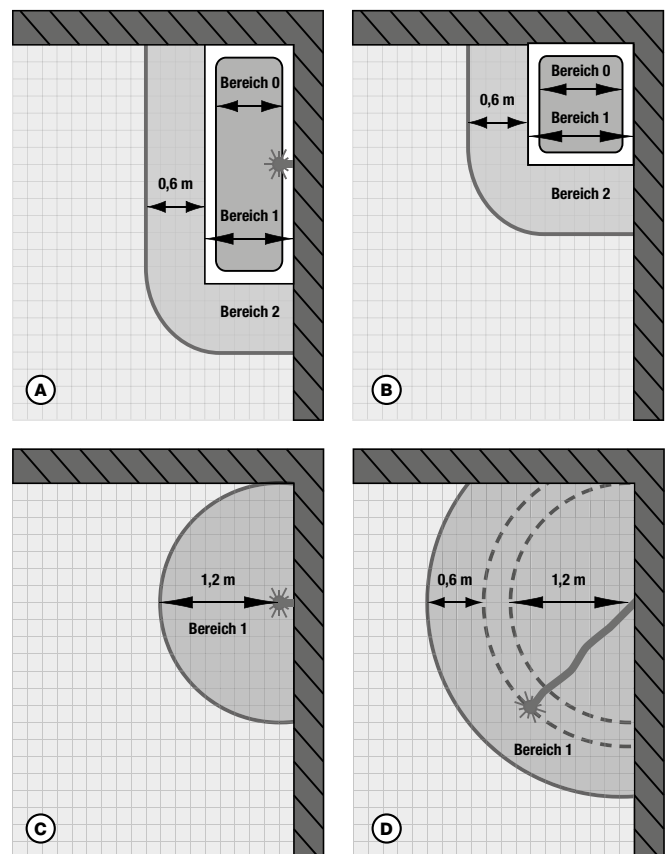 Bereich 0
0,6 m
Bereich 1
Bereich 2
A
Bereich 0
0,6 m
Bereich 1
Bereich 2
B
1,2 m
Bereich 1
C
0,6 m
1,2 m
Bereich 1
D